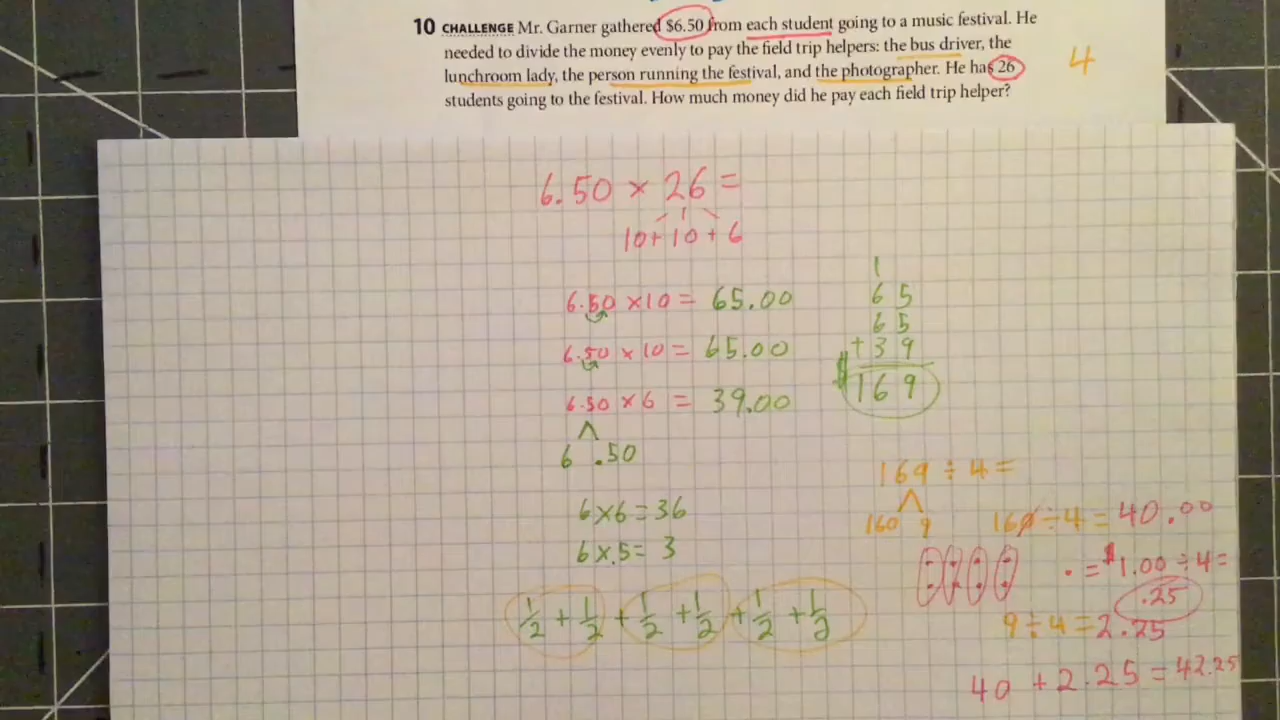 10 CHALLENGE Mr. Garner gathered $6.50 from each student going to a music festival. He
needed to divide the money evenly to pay the field trip helpers: the bus driver, the
lunchroom lady, the person running the festival, and the photographer. He has 26
students going to the festival. How much money did he pay each field trip helper?
4
6.50 × 26 =
10 + 10 + 6
6.50 × 10 = 65.00
6.50 × 10 = 65.00
6.50 × 6 = 39.00
6 .50
6 × 6 = 36
6 × .5 = 3
1/2 + 1/2 + 1/2 + 1/2 + 1/2 + 1/2
1
65
65
+ 39
$169
169 ÷ 4 =
160 9
160 ÷ 4 = 40.00
. = $1.00 ÷ 4 =
.25
9 ÷ 4 = 2.25
40 + 2.25 = 42.25